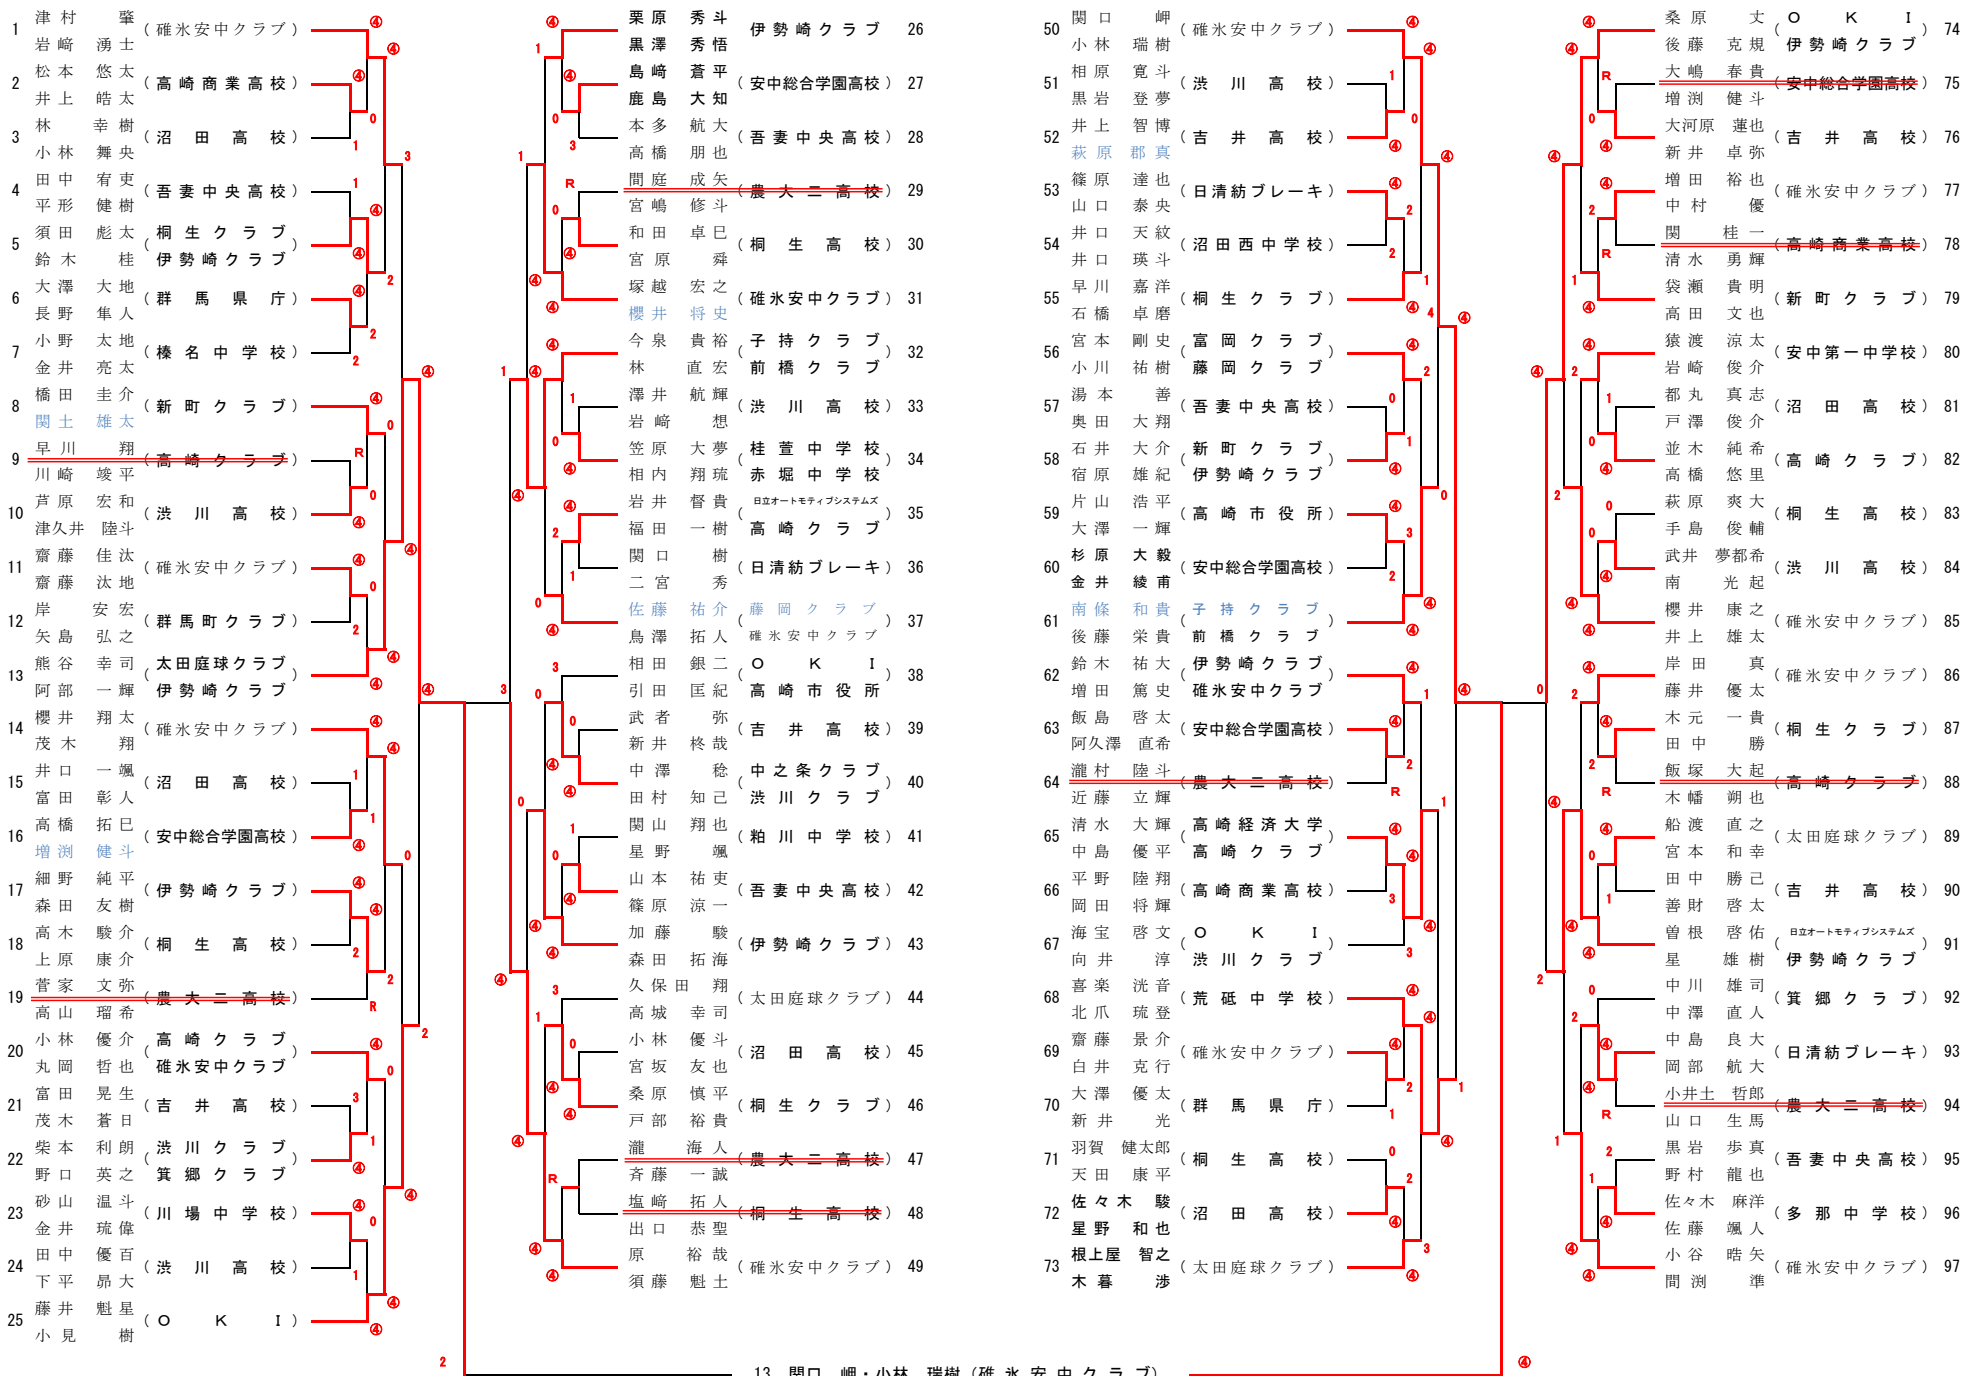 1 津村 肇 (碓氷安中クラブ)
岩﨑 湧士
2 松本 悠太 (高崎商業高校)
井上 皓太
3 林 幸樹 (沼田高校)
小林 舞央
4 田中 宥吏 (吾妻中央高校)
平形 健樹
5 須田 彪太 (桐生クラブ
鈴木 桂 伊勢崎クラブ)
6 大澤 大地 (群馬県庁)
長野 隼人
7 小野 太地 (榛名中学校)
金井 亮太
8 橋田 圭介 (新町クラブ)
関土 雄太
9 早川 翔 (高崎クラブ)
川崎 竣平
10 芦原 宏和 (渋川高校)
津久井 陸斗
11 齋藤 佳汰 (碓氷安中クラブ)
齋藤 汰地
12 岸 安宏 (群馬町クラブ)
矢島 弘之
13 熊谷 幸司 (太田庭球クラブ
阿部 一輝 伊勢崎クラブ)
14 櫻井 翔太 (碓氷安中クラブ)
茂木 翔
15 井口 一颯 (沼田高校)
富田 彰人
16 高橋 拓巳 (安中総合学園高校)
増渕 健斗
17 細野 純平 (伊勢崎クラブ)
森田 友樹
18 高木 駿介 (桐生高校)
上原 康介
19 菅家 文弥 (農大二高校)
高山 瑠希
20 小林 優介 (高崎クラブ
丸岡 哲也 碓氷安中クラブ)
21 富田 晃生 (吉井高校)
茂木 蒼日
22 柴本 利朗 (渋川クラブ
野口 英之 箕郷クラブ)
23 砂山 温斗 (川場中学校)
金井 琉偉
24 田中 優百 (渋川高校)
下平 昴大
25 藤井 魁星 (OKI)
小見 樹
栗原 秀斗 伊勢崎クラブ 26
黒澤 秀悟
島﨑 蒼平 (安中総合学園高校) 27
鹿島 大知
本多 航大 (吾妻中央高校) 28
高橋 朋也
間庭 成矢 (農大二高校) 29
宮嶋 修斗
和田 卓巳 (桐生高校) 30
宮原 舜
塚越 宏之 (碓氷安中クラブ) 31
櫻井 将史
今泉 貴裕 (子持クラブ 32
林 直宏 前橋クラブ)
澤井 航輝 (渋川高校) 33
岩﨑 想
笠原 大夢 (桂萱中学校 34
相内 翔琉 赤堀中学校)
岩井 督貴 (日立オートモティブシステムズ 35
福田 一樹 高崎クラブ)
関口 樹 (日清紡ブレーキ) 36
二宮 秀
佐藤 祐介 (藤岡クラブ 37
鳥澤 拓人 碓氷安中クラブ)
相田 銀二 (OKI 38
引田 匡紀 高崎市役所)
武者 弥 (吉井高校) 39
新井 柊哉
中澤 稔 (中之条クラブ 40
田村 知己 渋川クラブ)
関山 翔也 (粕川中学校) 41
星野 颯
山本 祐吏 (吾妻中央高校) 42
篠原 涼一
加藤 駿 (伊勢崎クラブ) 43
森田 拓海
久保田 翔 (太田庭球クラブ) 44
高城 幸司
小林 優斗 (沼田高校) 45
宮坂 友也
桑原 慎平 (桐生クラブ) 46
戸部 裕貴
瀧 海人 (農大二高校) 47
斉藤 一誠
塩﨑 拓人 (桐生高校) 48
出口 恭聖
原 裕哉 (碓氷安中クラブ) 49
須藤 魁土
50 関口 岬 (碓氷安中クラブ)
小林 瑞樹
51 相原 寛斗 (渋川高校)
黒岩 登夢
52 井上 智博 (吉井高校)
萩原 郡真
53 篠原 達也 (日清紡ブレーキ)
山口 泰央
54 井口 天紋 (沼田西中学校)
井口 瑛斗
55 早川 嘉洋 (桐生クラブ)
石橋 卓磨
56 宮本 剛史 (富岡クラブ
小川 祐樹 藤岡クラブ)
57 湯本 善 (吾妻中央高校)
奥田 大翔
58 石井 大介 (新町クラブ
宿原 雄紀 伊勢崎クラブ)
59 片山 浩平 (高崎市役所)
大澤 一輝
60 杉原 大毅 (安中総合学園高校)
金井 綾甫
61 南條 和貴 (子持クラブ
後藤 栄貴 前橋クラブ)
62 鈴木 祐大 (伊勢崎クラブ
増田 篤史 碓氷安中クラブ)
63 飯島 啓太 (安中総合学園高校)
阿久澤 直希
64 瀧村 陸斗 (農大二高校)
近藤 立輝
65 清水 大輝 (高崎経済大学
中島 優平 高崎クラブ)
66 平野 陸翔 (高崎商業高校)
岡田 将輝
67 海宝 啓文 (OKI
向井 淳 渋川クラブ)
68 喜楽 洸音 (荒砥中学校)
北爪 琉登
69 齋藤 景介 (碓氷安中クラブ)
白井 克行
70 大澤 優太 (群馬県庁)
新井 光
71 羽賀 健太郎 (桐生高校)
天田 康平
72 佐々木 駿 (沼田高校)
星野 和也
73 根上屋 智之 (太田庭球クラブ)
木暮 渉
桑原 丈 (OKI 74
後藤 克規 伊勢崎クラブ)
大嶋 春貴 (安中総合学園高校) 75
増渕 健斗
大河原 蓮也 (吉井高校) 76
新井 卓弥
増田 裕也 (碓氷安中クラブ) 77
中村 優
関 桂一 (高崎商業高校) 78
清水 勇輝
袋瀬 貴明 (新町クラブ) 79
高田 文也
猿渡 涼太 (安中第一中学校) 80
岩崎 俊介
都丸 真志 (沼田高校) 81
戸澤 俊介
並木 純希 (高崎クラブ) 82
高橋 悠里
萩原 爽大 (桐生高校) 83
手島 俊輔
武井 夢都希 (渋川高校) 84
南 光起
櫻井 康之 (碓氷安中クラブ) 85
井上 雄太
岸田 真 (碓氷安中クラブ) 86
藤井 優太
木元 一貴 (桐生クラブ) 87
田中 勝
飯塚 大起 (高崎クラブ) 88
木幡 朔也
船渡 直之 (太田庭球クラブ) 89
宮本 和幸
田中 勝己 (吉井高校) 90
善財 啓太
曽根 啓佑 (日立オートモティブシステムズ 91
星 雄樹 伊勢崎クラブ)
中川 雄司 (箕郷クラブ) 92
中澤 直人
中島 良大 (日清紡ブレーキ) 93
岡部 航大
小井土 哲郎 (農大二高校) 94
山口 生馬
黒岩 歩真 (吾妻中央高校) 95
野村 龍也
佐々木 麻洋 (多那中学校) 96
佐藤 颯人
小谷 晧矢 (碓氷安中クラブ) 97
間渕 準
2 13 関口 岬・小林 瑞樹 (碓氷安中クラブ) ④